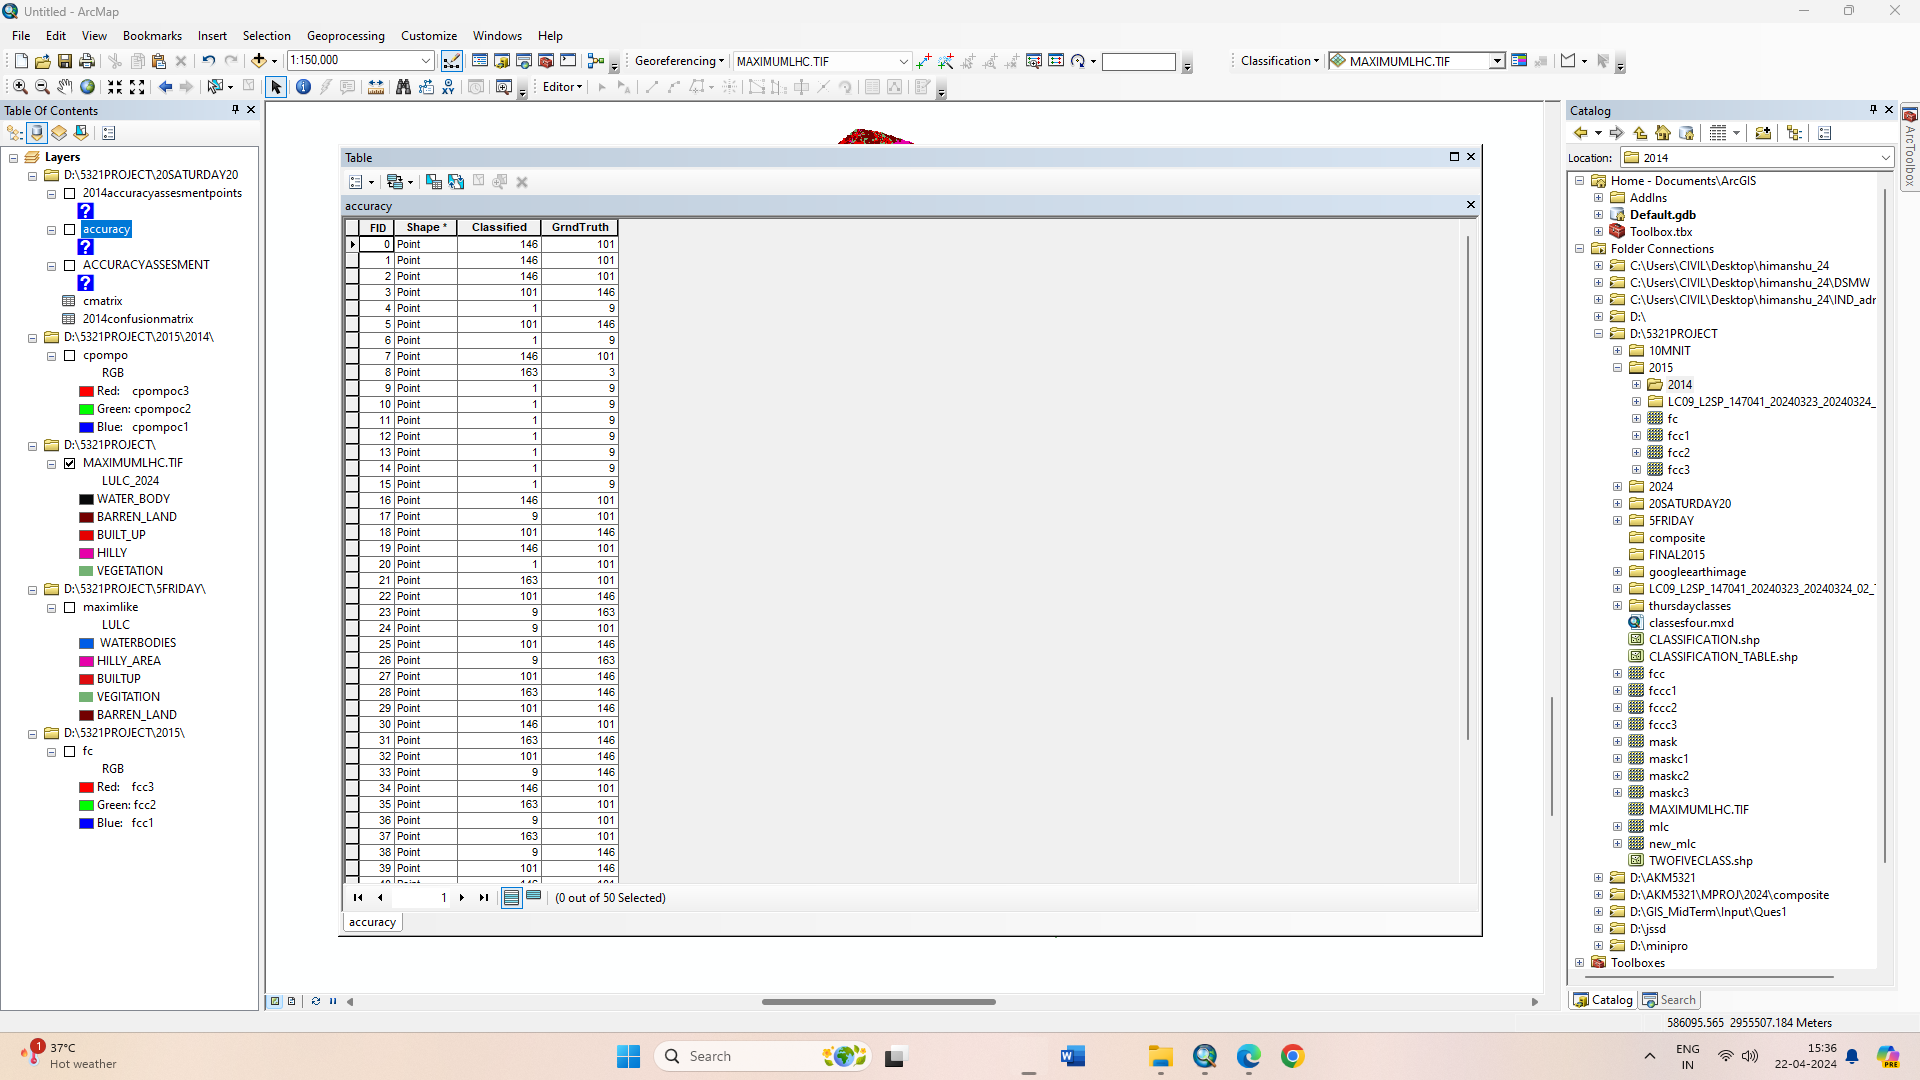 Untitled - ArcMap
File Edit View Bookmarks Insert Selection Geoprocessing Customize Windows Help
1:150,000 Georeferencing MAXIMUMLHC.TIF Classification MAXIMUMLHC.TIF
Editor
Table Of Contents
Layers
D:\5321PROJECT\20SATURDAY20
2014accuracyassesmentpoints
?
accuracy
?
ACCURACYASSESMENT
?
cmatrix
2014confusionmatrix
D:\5321PROJECT\2015\2014\
cpompo
RGB
Red: cpompoc3
Green: cpompoc2
Blue: cpompoc1
D:\5321PROJECT\
MAXIMUMLHC.TIF
LULC_2024
WATER_BODY
BARREN_LAND
BUILT_UP
HILLY
VEGETATION
D:\5321PROJECT\5FRIDAY\
maximlike
LULC
WATERBODIES
HILLY_AREA
BUILTUP
VEGITATION
BARREN_LAND
D:\5321PROJECT\2015\
fc
RGB
Red: fcc3
Green: fcc2
Blue: fcc1
Table
accuracy
FID Shape * Classified GrndTruth
0 Point 146 101
1 Point 146 101
2 Point 146 101
3 Point 101 146
4 Point 1 9
5 Point 101 146
6 Point 1 9
7 Point 146 101
8 Point 163 3
9 Point 1 9
10 Point 1 9
11 Point 1 9
12 Point 1 9
13 Point 1 9
14 Point 1 9
15 Point 1 9
16 Point 146 101
17 Point 9 101
18 Point 101 146
19 Point 146 101
20 Point 1 101
21 Point 163 101
22 Point 101 146
23 Point 9 163
24 Point 9 101
25 Point 101 146
26 Point 9 163
27 Point 101 146
28 Point 163 146
29 Point 101 146
30 Point 146 101
31 Point 163 146
32 Point 101 146
33 Point 9 146
34 Point 146 101
35 Point 163 101
36 Point 9 101
37 Point 163 101
38 Point 9 146
39 Point 101 146
1 (0 out of 50 Selected)
accuracy
Catalog
Location: 2014
Home - Documents\ArcGIS
AddIns
Default.gdb
Toolbox.tbx
Folder Connections
C:\Users\CIVIL\Desktop\himanshu_24
C:\Users\CIVIL\Desktop\himanshu_24\DSMW
C:\Users\CIVIL\Desktop\himanshu_24\IND_adr
D:\
D:\5321PROJECT
10MNIT
2015
2014
LC09_L2SP_147041_20240323_20240324_
fc
fcc1
fcc2
fcc3
2024
20SATURDAY20
5FRIDAY
composite
FINAL2015
googleearthimage
LC09_L2SP_147041_20240323_20240324_02_
thursdayclasses
classesfour.mxd
CLASSIFICATION.shp
CLASSIFICATION_TABLE.shp
fcc
fccc1
fccc2
fccc3
mask
maskc1
maskc2
maskc3
MAXIMUMLHC.TIF
mlc
new_mlc
TWOFIVECLASS.shp
D:\AKM5321
D:\AKM5321\MPROJ\2024\composite
D:\GIS_MidTerm\Input\Ques1
D:\jssd
D:\minipro
Toolboxes
Catalog Search
ArcToolbox
586095.565 2955507.184 Meters
1 37°C
Hot weather
Search
ENG
IN
15:36
22-04-2024
PRE